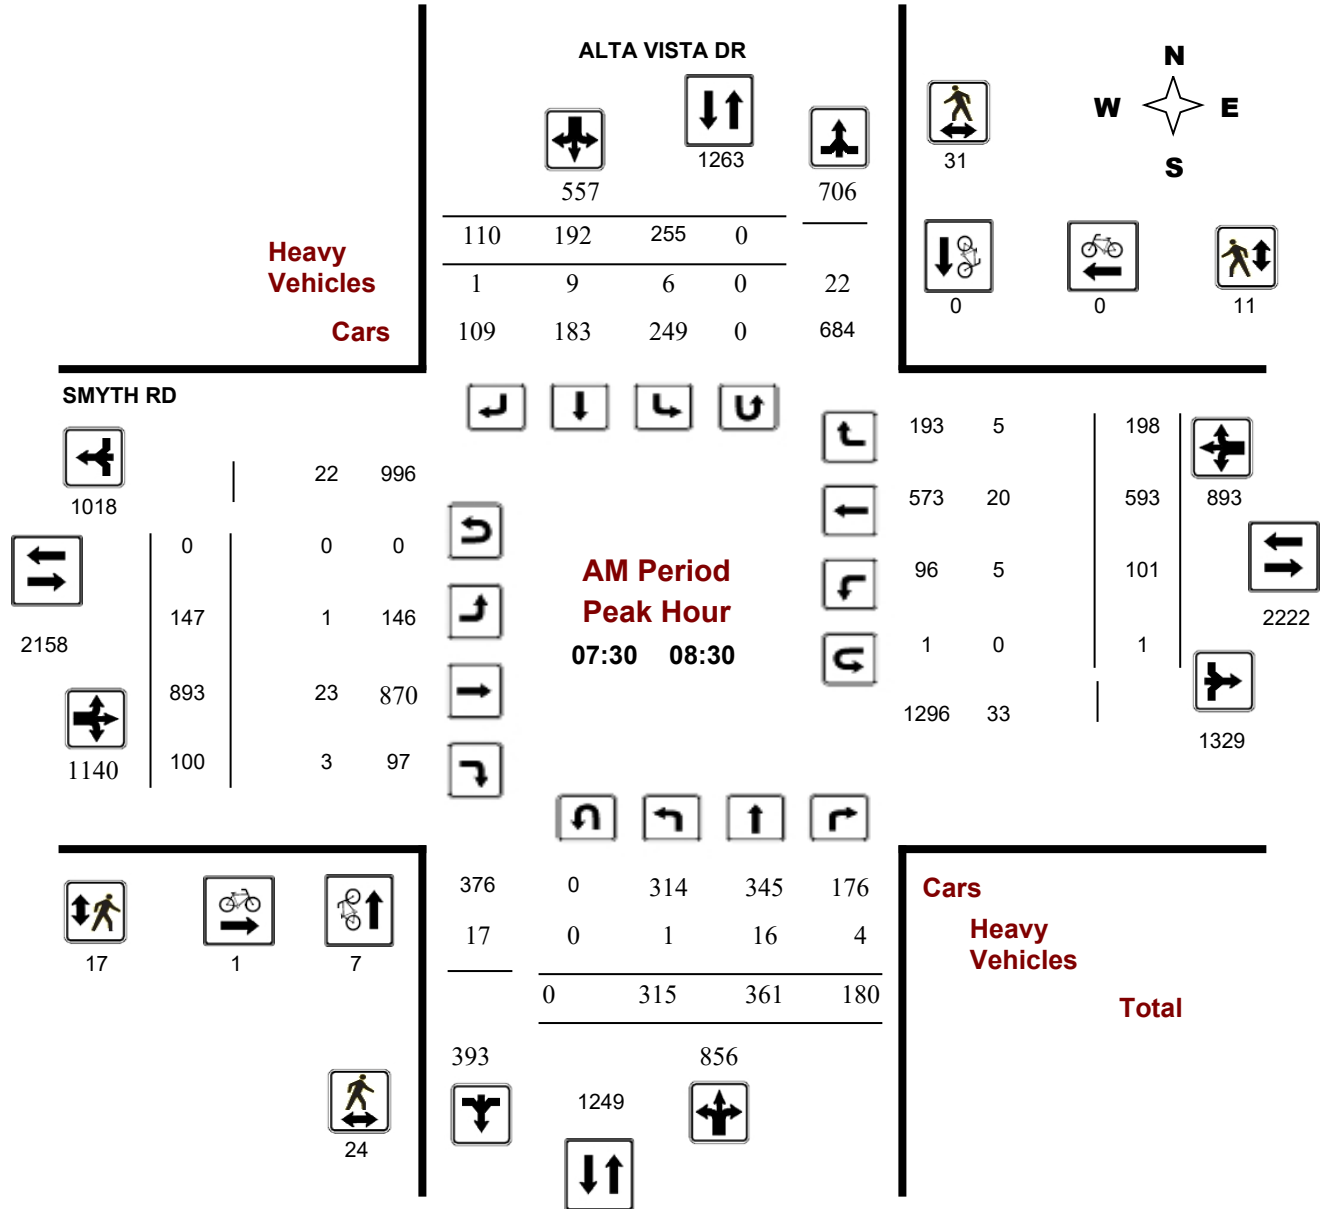 ALTA VISTA DR
N
W E
S
1263
31
557
706
110 192 255 0
Heavy
Vehicles
1 9 6 0 22
0 0 11
Cars
109 183 249 0 684
SMYTH RD
193 5 198
22 996
1018
573 20 593 893
0 0 0
AM Period
96 5 101
147 1 146
Peak Hour
2222
2158
07:30 08:30
1 0 1
893 23 870
1296 33
1329
1140 100 3 97
376 0 314 345 176
Cars
17 0 1 16 4
Heavy
Vehicles
17 1 7
0 315 361 180
Total
393 856
1249
24